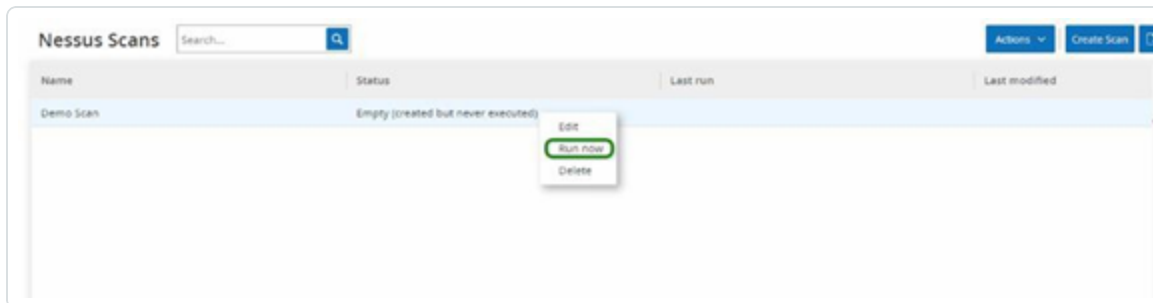 Nessus Scans Search... Actions Create Scan
Name Status Last run Last modified
Demo Scan Empty (created but never executed)
Edit
Run now
Delete